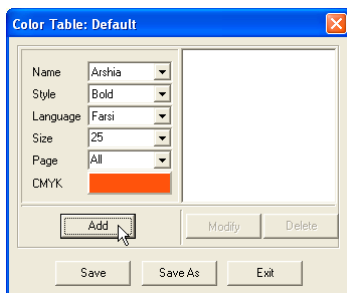 Color Table: Default
Name Arshia
Style Bold
Language Farsi
Size 25
Page All
CMYK
Add Modify Delete
Save Save As Exit